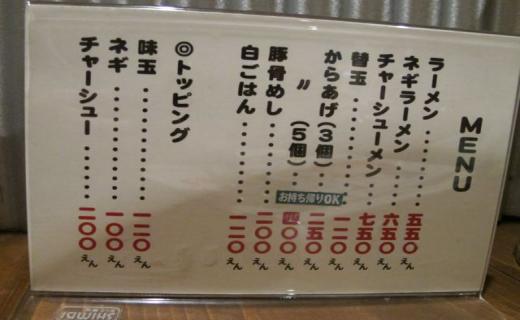 MENU
ラーメン………五五〇えん
ネギラーメン……六五〇えん
チャーシューメン…七五〇えん
替玉…………一二〇えん
からあげ(3個)…二五〇えん
〃(5個)…四〇〇えん
お持ち帰りOK
豚骨めし………二〇〇えん
白ごはん………一二〇えん
◎トッピング
味玉…………一二〇えん
ネギ…………一〇〇えん
チャーシュー……二〇〇えん